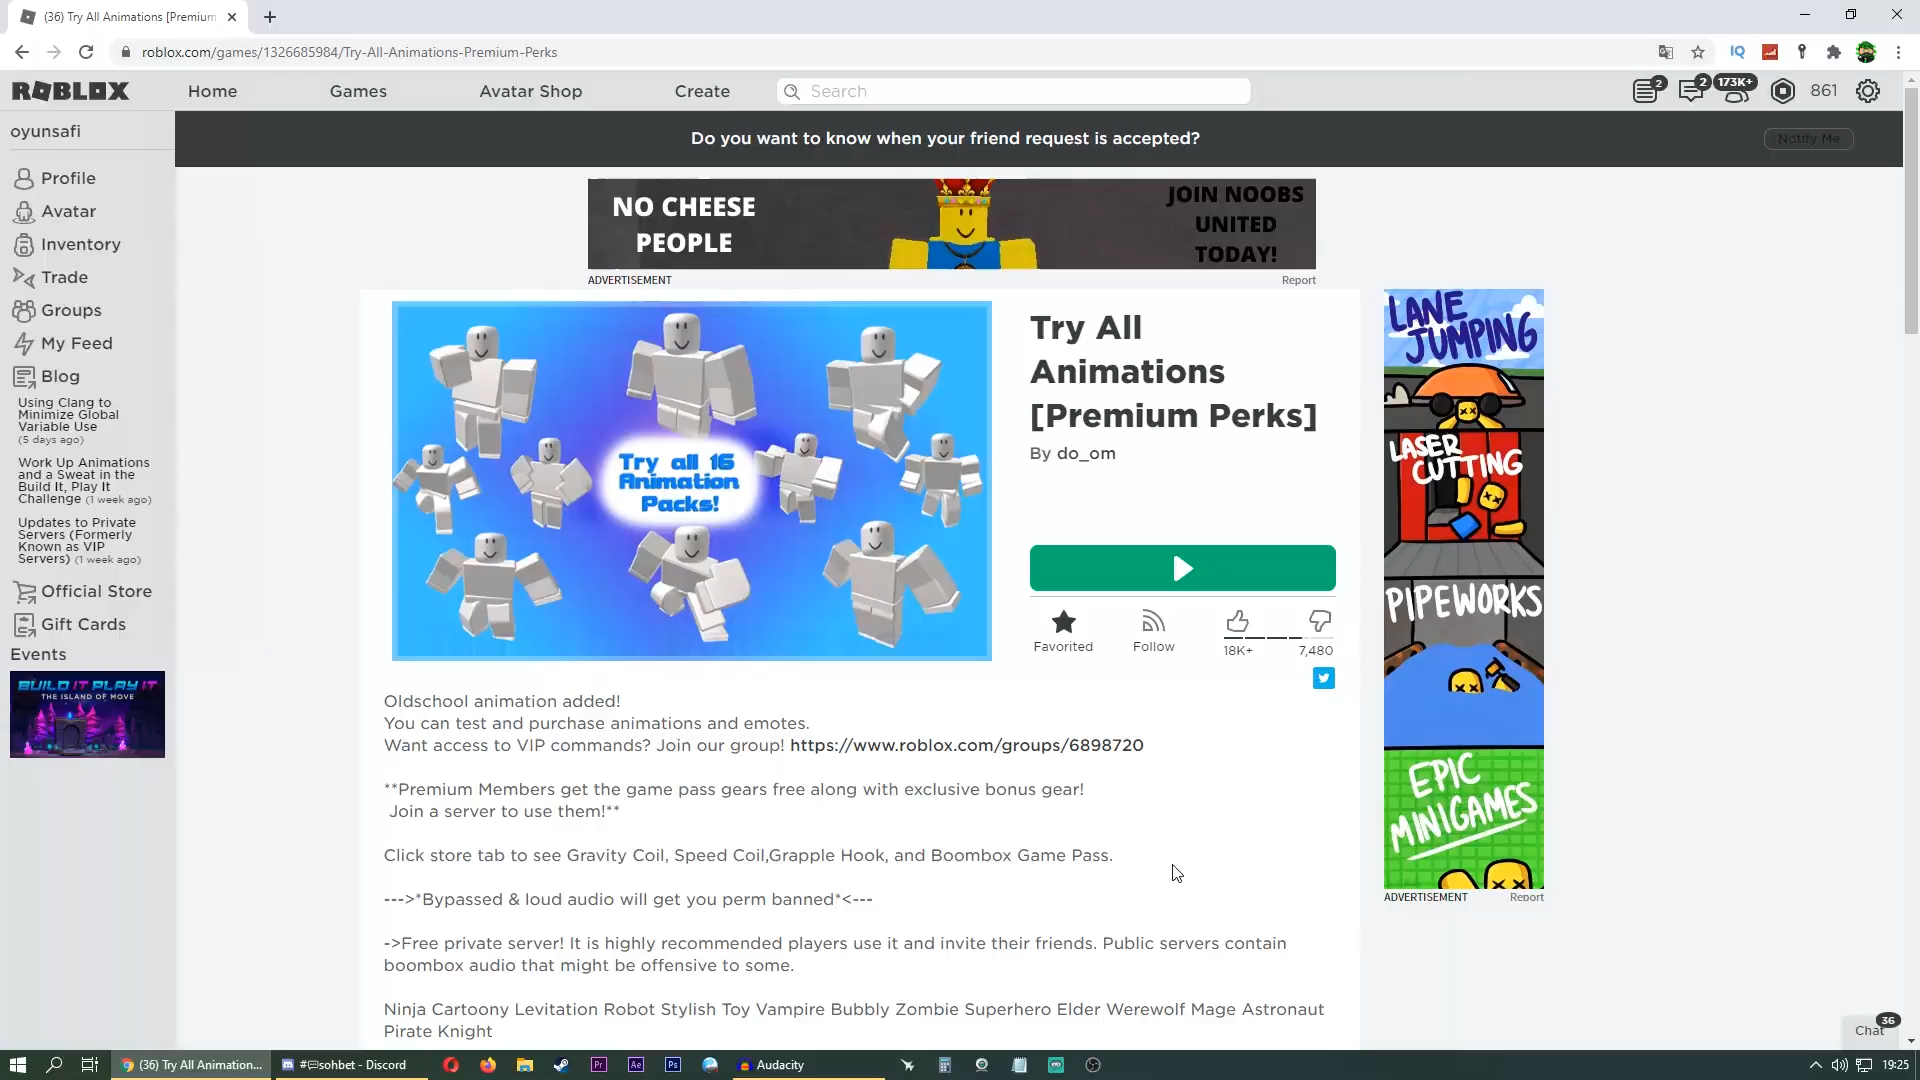 (36) Try All Animations [Premium
roblox.com/games/1326685984/Try-All-Animations-Premium-Perks
IQ
ROBLOX
Home
Games
Avatar Shop
Create
Search
2
2
173K+
861
oyunsafi
Do you want to know when your friend request is accepted?
Notify Me
Profile
Avatar
Inventory
Trade
Groups
My Feed
Blog
Using Clang to
Minimize Global
Variable Use
(5 days ago)
Work Up Animations
and a Sweat in the
Build It, Play It
Challenge (1 week ago)
Updates to Private
Servers (Formerly
Known as VIP
Servers) (1 week ago)
Official Store
Gift Cards
Events
BUILD IT PLAY IT
THE ISLAND OF MOVE
NO CHEESE
PEOPLE
JOIN NOOBS
UNITED
TODAY!
ADVERTISEMENT
Report
Try all 16
Animation
Packs!
Try All
Animations
[Premium Perks]
By do_om
Favorited
Follow
18K+
7,480
Oldschool animation added!
You can test and purchase animations and emotes.
Want access to VIP commands? Join our group! https://www.roblox.com/groups/6898720
**Premium Members get the game pass gears free along with exclusive bonus gear!
Join a server to use them!**
Click store tab to see Gravity Coil, Speed Coil,Grapple Hook, and Boombox Game Pass.
--->*Bypassed & loud audio will get you perm banned*<---
->Free private server! It is highly recommended players use it and invite their friends. Public servers contain
boombox audio that might be offensive to some.
Ninja Cartoony Levitation Robot Stylish Toy Vampire Bubbly Zombie Superhero Elder Werewolf Mage Astronaut
Pirate Knight
LANE
JUMPING
LASER
CUTTING
PIPEWORKS
EPIC
MINIGAMES
ADVERTISEMENT
Report
Chat
36
(36) Try All Animation...
#💬sohbet - Discord
Pr
Ae
Ps
Audacity
19:25